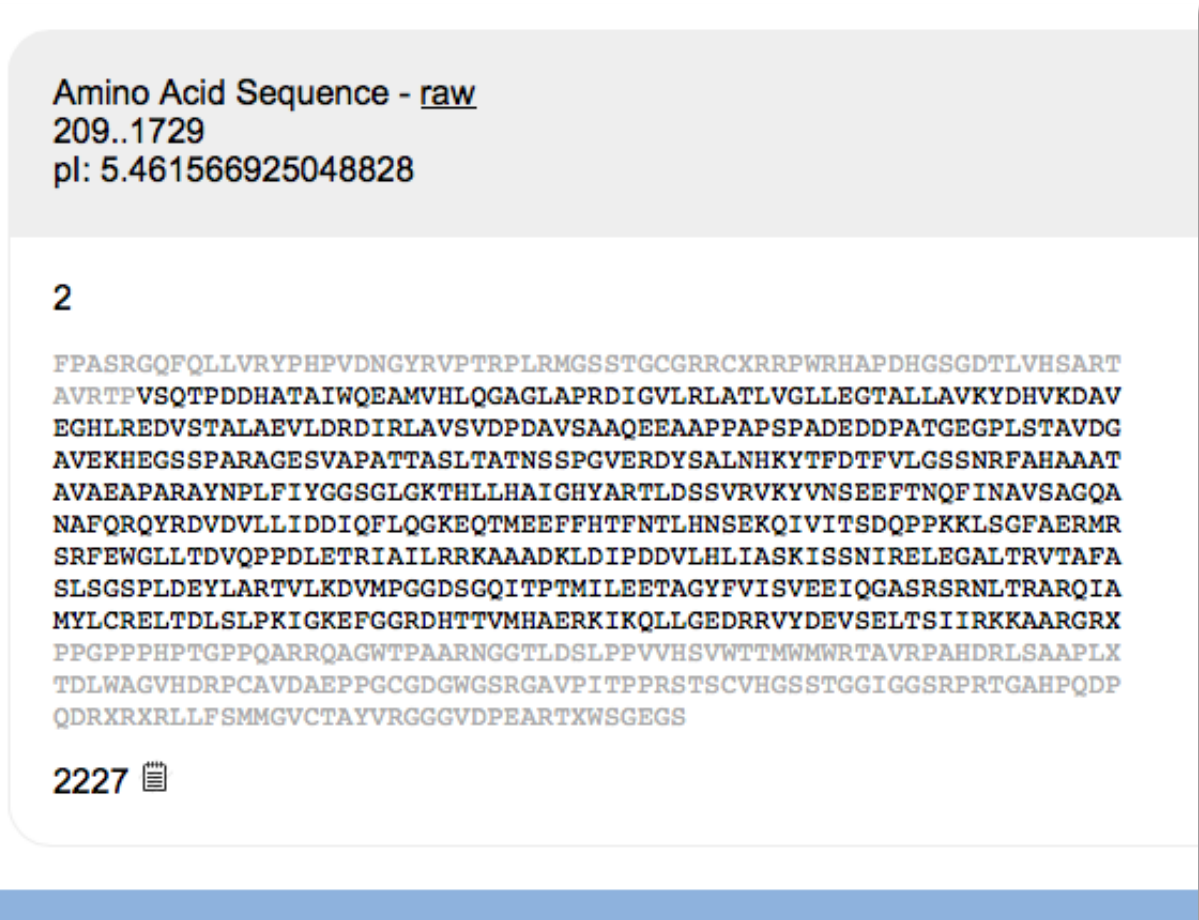 Amino Acid Sequence - raw
209..1729
pI: 5.461566925048828
2
FPASRGQFQLLVRYPHPVDNGYRVPTRPLRMGSSTGCGRRCXRRPWRHAPDHGSGDTLVHSART
AVRTPVSQTPDDHATAIWQEAMVHLQGAGLAPRDIGVLRLATLVGLLEGTALLAVKYDHVKDAV
EGHLREDVSTALAEVLDRDIRLAVSVDPDAVSAAQEEAAPPAPSPADEDDPATGEGPLSTAVDG
AVEKHEGSSPARAGESVAPATTASLTATNSSPGVERDYSALNHKYTFDTFVLGSSNRFAHAAAT
AVAEAPARAYNPLFIYGGSGLGKTHLLHAIGHYARTLDSSVRVKYVNSEEFTNQFINAVSAGQA
NAFQRQYRDVDVLLIDDIQFLQGKEQTMEEFFHTFNTLHNSEKQIVITSDQPPKKLSGFAERMR
SRFEWGLLTDVQPPDLETRIAILRRKAAADKLDIPDDVLHLIASKISSNIRELEGALTRVTAFA
SLSGSPLDEYLARTVLKDVMPGGDSGQITPTMILEETAGYFVISVEEIQGASRSRNLTRARQIA
MYLCRELTDLSLPKIGKEFGGRDHTTVMHAERKIKQLLGEDRRVYDEVSELTSIIRKKAARGRX
PPGPPPHPTGPPQARRQAGWTPAARNGGTLDSLPPVVHSVWTTMWMWRTAVRPAHDRLSAAPLX
TDLWAGVHDRPCAVDAEPPGCGDGWGSRGAVPITPPRSTSCVHGSSTGGIGGSRPRTGAHPQDP
QDRXRXRLLFSMMGVCTAYVRGGGVDPEARTXWSGEGS
2227